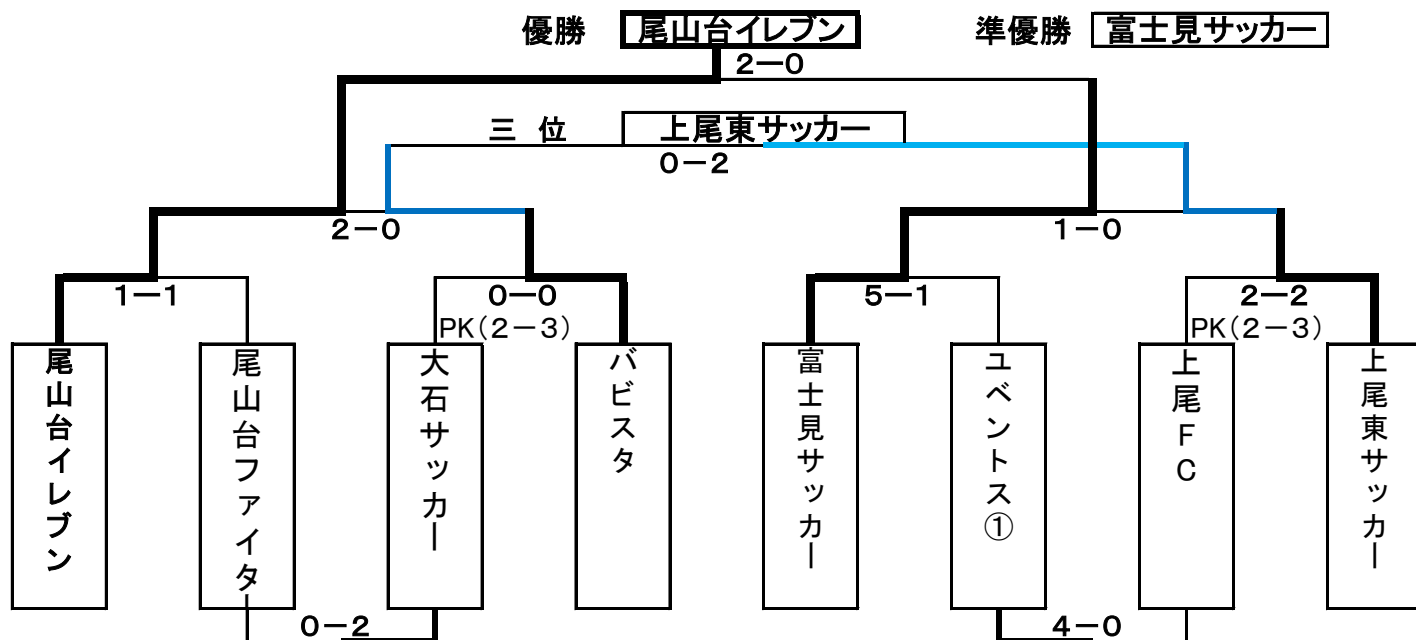 優勝 尾山台イレブン 準優勝 富士見サッカー
2－0
三 位 上尾東サッカー
0－2
2－0 1－0
1－1 0－0 5－1 2－2
PK(2－3) PK(2－3)
尾山台イレブン
尾山台ファイター
大石サッカー
バビスタ
富士見サッカー
ユベントス①
上尾FC
上尾東サッカー
0－2 4－0